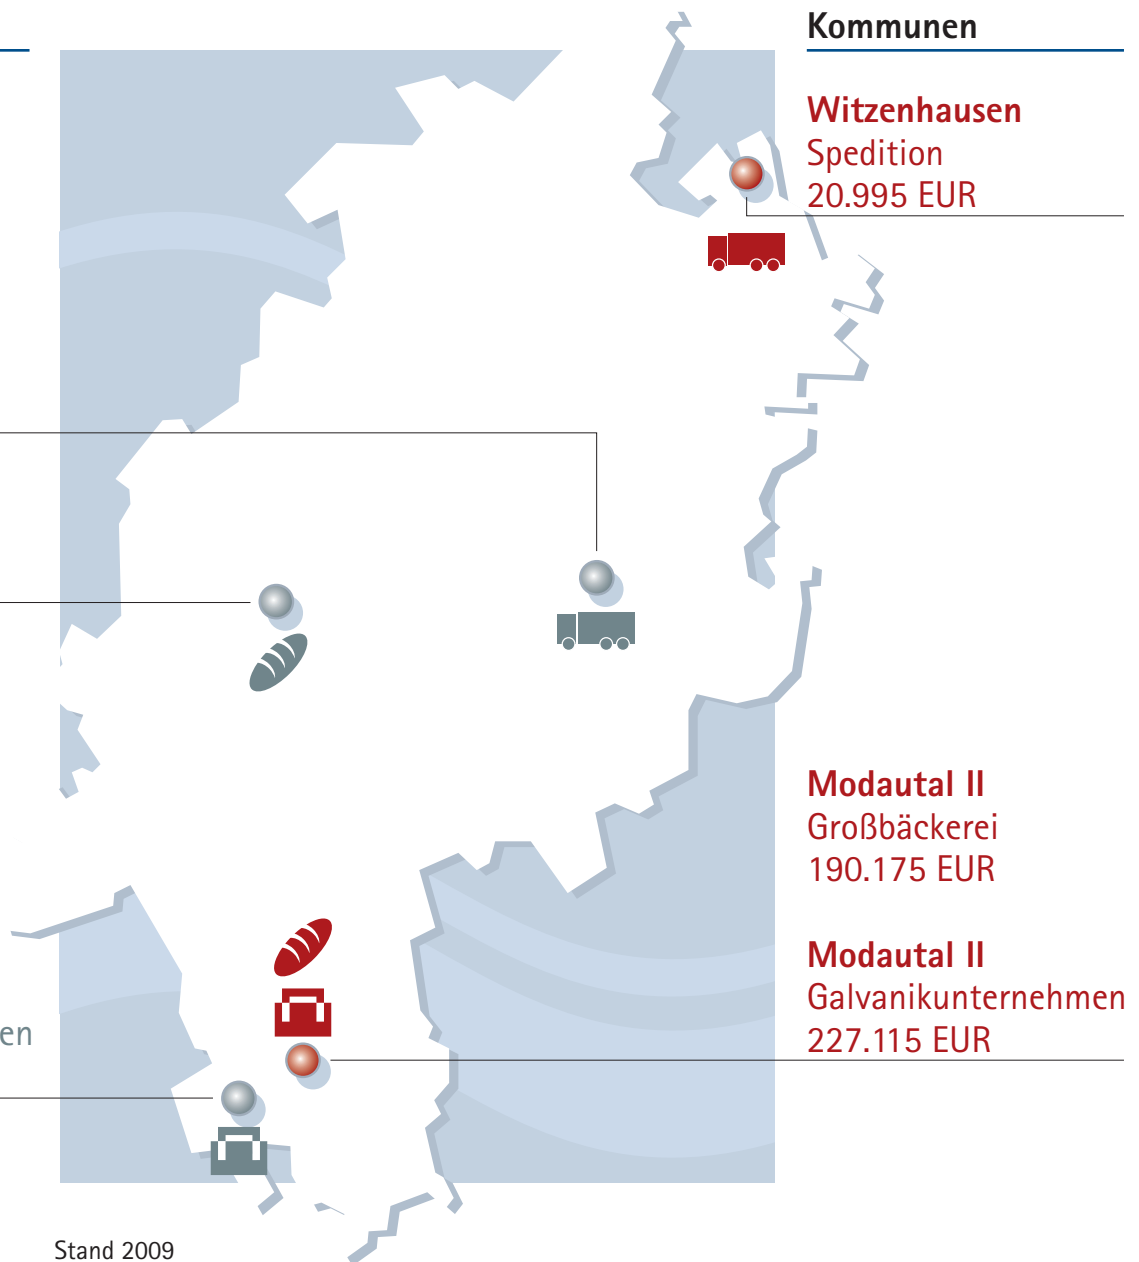 Kommunen
Witzenhausen
Spedition
20.995 EUR
Modautal II
Großbäckerei
190.175 EUR
Modautal II
Galvanikunternehmen
227.115 EUR
en
Stand 2009